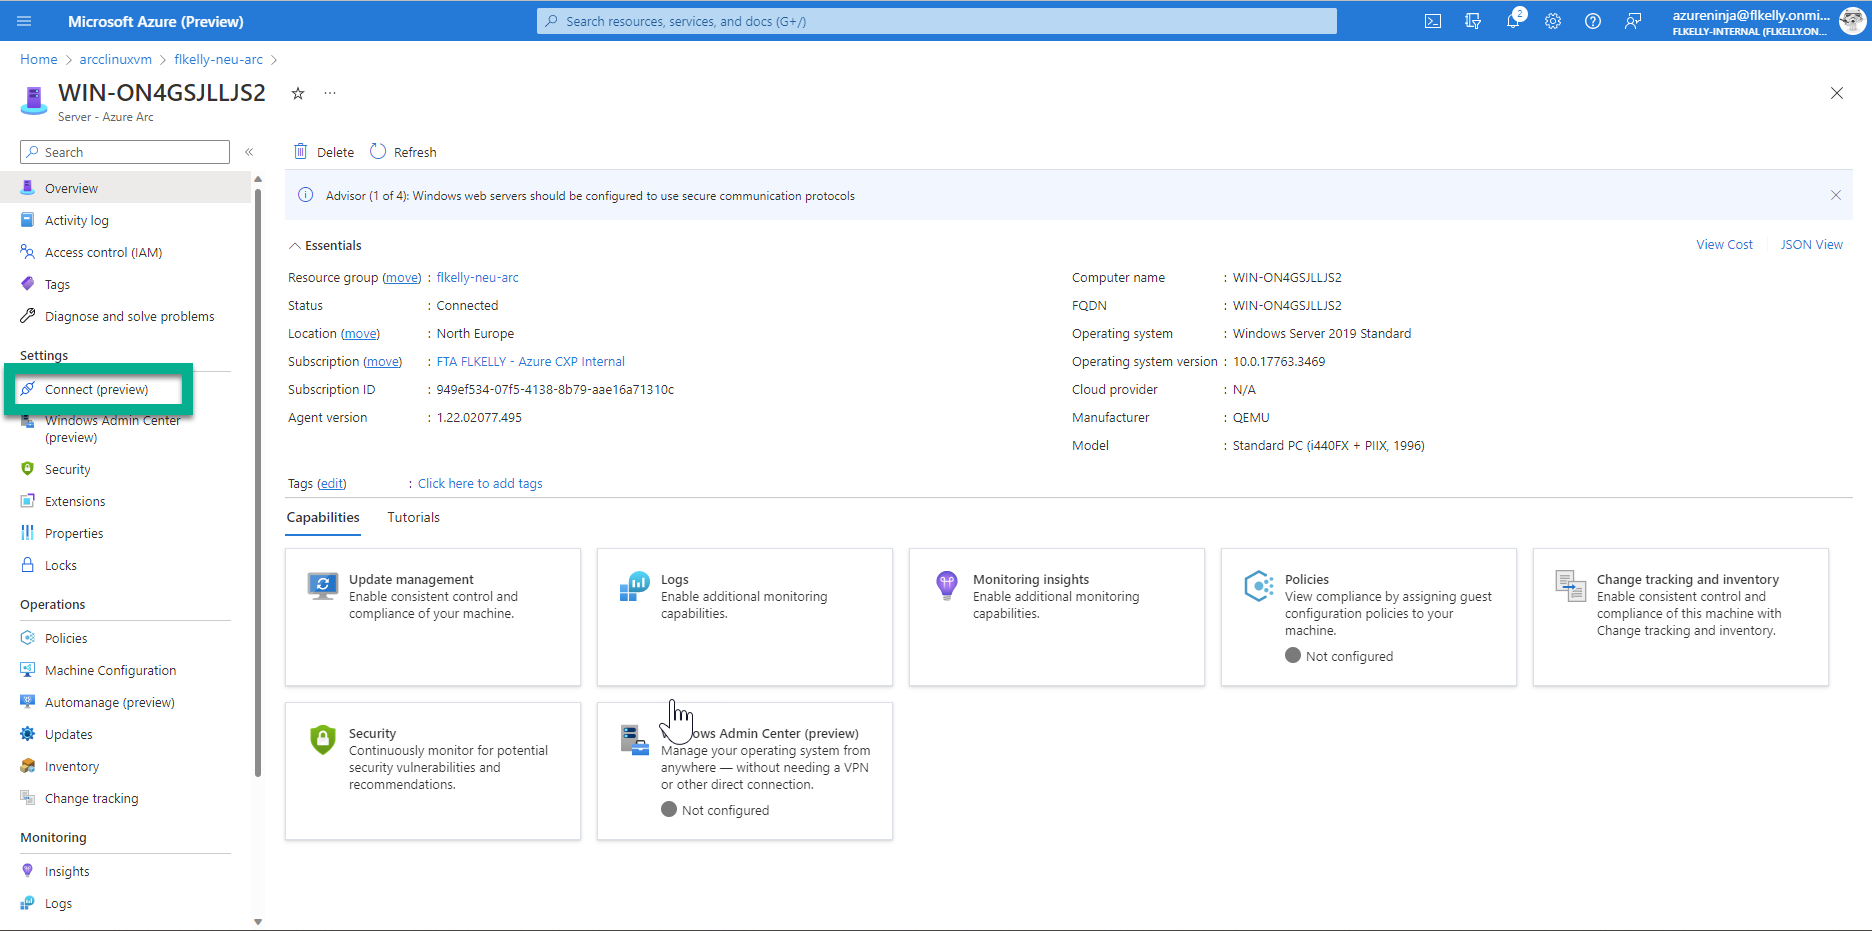 Microsoft Azure (Preview)
Search resources, services, and docs (G+/)
2
azureninja@flkelly.onmi...
FLKELLY-INTERNAL (FLKELLY.ON...
Home > arcclinuxvm > flkelly-neu-arc >
WIN-ON4GSJLLJS2
Server - Azure Arc
Search
Overview
Activity log
Access control (IAM)
Tags
Diagnose and solve problems
Settings
Connect (preview)
Windows Admin Center
(preview)
Security
Extensions
Properties
Locks
Operations
Policies
Machine Configuration
Automanage (preview)
Updates
Inventory
Change tracking
Monitoring
Insights
Logs
Delete
Refresh
Advisor (1 of 4): Windows web servers should be configured to use secure communication protocols
Essentials
View Cost
JSON View
Resource group (move) : flkelly-neu-arc
Status : Connected
Location (move) : North Europe
Subscription (move) : FTA FLKELLY - Azure CXP Internal
Subscription ID : 949ef534-07f5-4138-8b79-aae16a71310c
Agent version : 1.22.02077.495
Computer name : WIN-ON4GSJLLJS2
FQDN : WIN-ON4GSJLLJS2
Operating system : Windows Server 2019 Standard
Operating system version : 10.0.17763.3469
Cloud provider : N/A
Manufacturer : QEMU
Model : Standard PC (i440FX + PIIX, 1996)
Tags (edit) : Click here to add tags
Capabilities
Tutorials
Update management
Enable consistent control and
compliance of your machine.
Logs
Enable additional monitoring
capabilities.
Monitoring insights
Enable additional monitoring
capabilities.
Policies
View compliance by assigning guest
configuration policies to your
machine.
Not configured
Change tracking and inventory
Enable consistent control and
compliance of this machine with
Change tracking and inventory.
Security
Continuously monitor for potential
security vulnerabilities and
recommendations.
Admin Center (preview)
Manage your operating system from
anywhere — without needing a VPN
or other direct connection.
Not configured